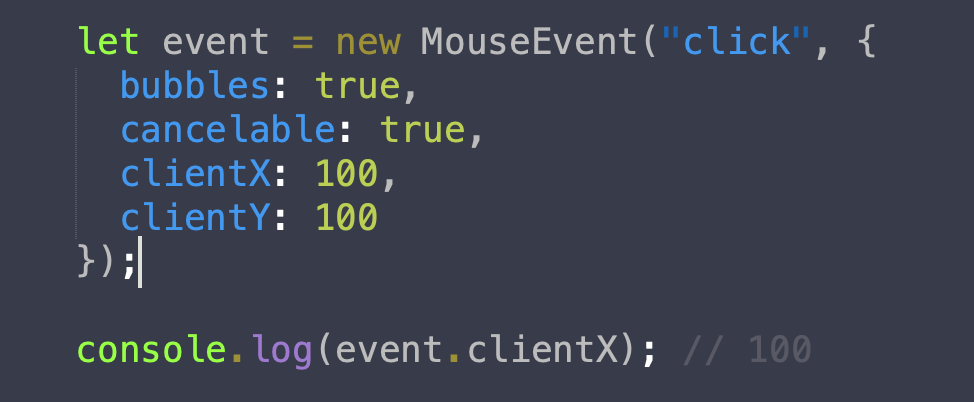 let event = new MouseEvent("click", {
  bubbles: true,
  cancelable: true,
  clientX: 100,
  clientY: 100
});
console.log(event.clientX); // 100